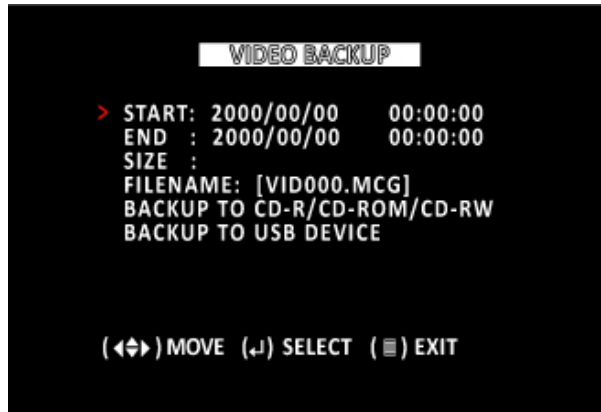 VIDEO BACKUP
> START: 2000/00/00 00:00:00
END : 2000/00/00 00:00:00
SIZE :
FILENAME: [VID000.MCG]
BACKUP TO CD-R/CD-ROM/CD-RW
BACKUP TO USB DEVICE
(◀♦▶) MOVE (↵) SELECT (≣) EXIT